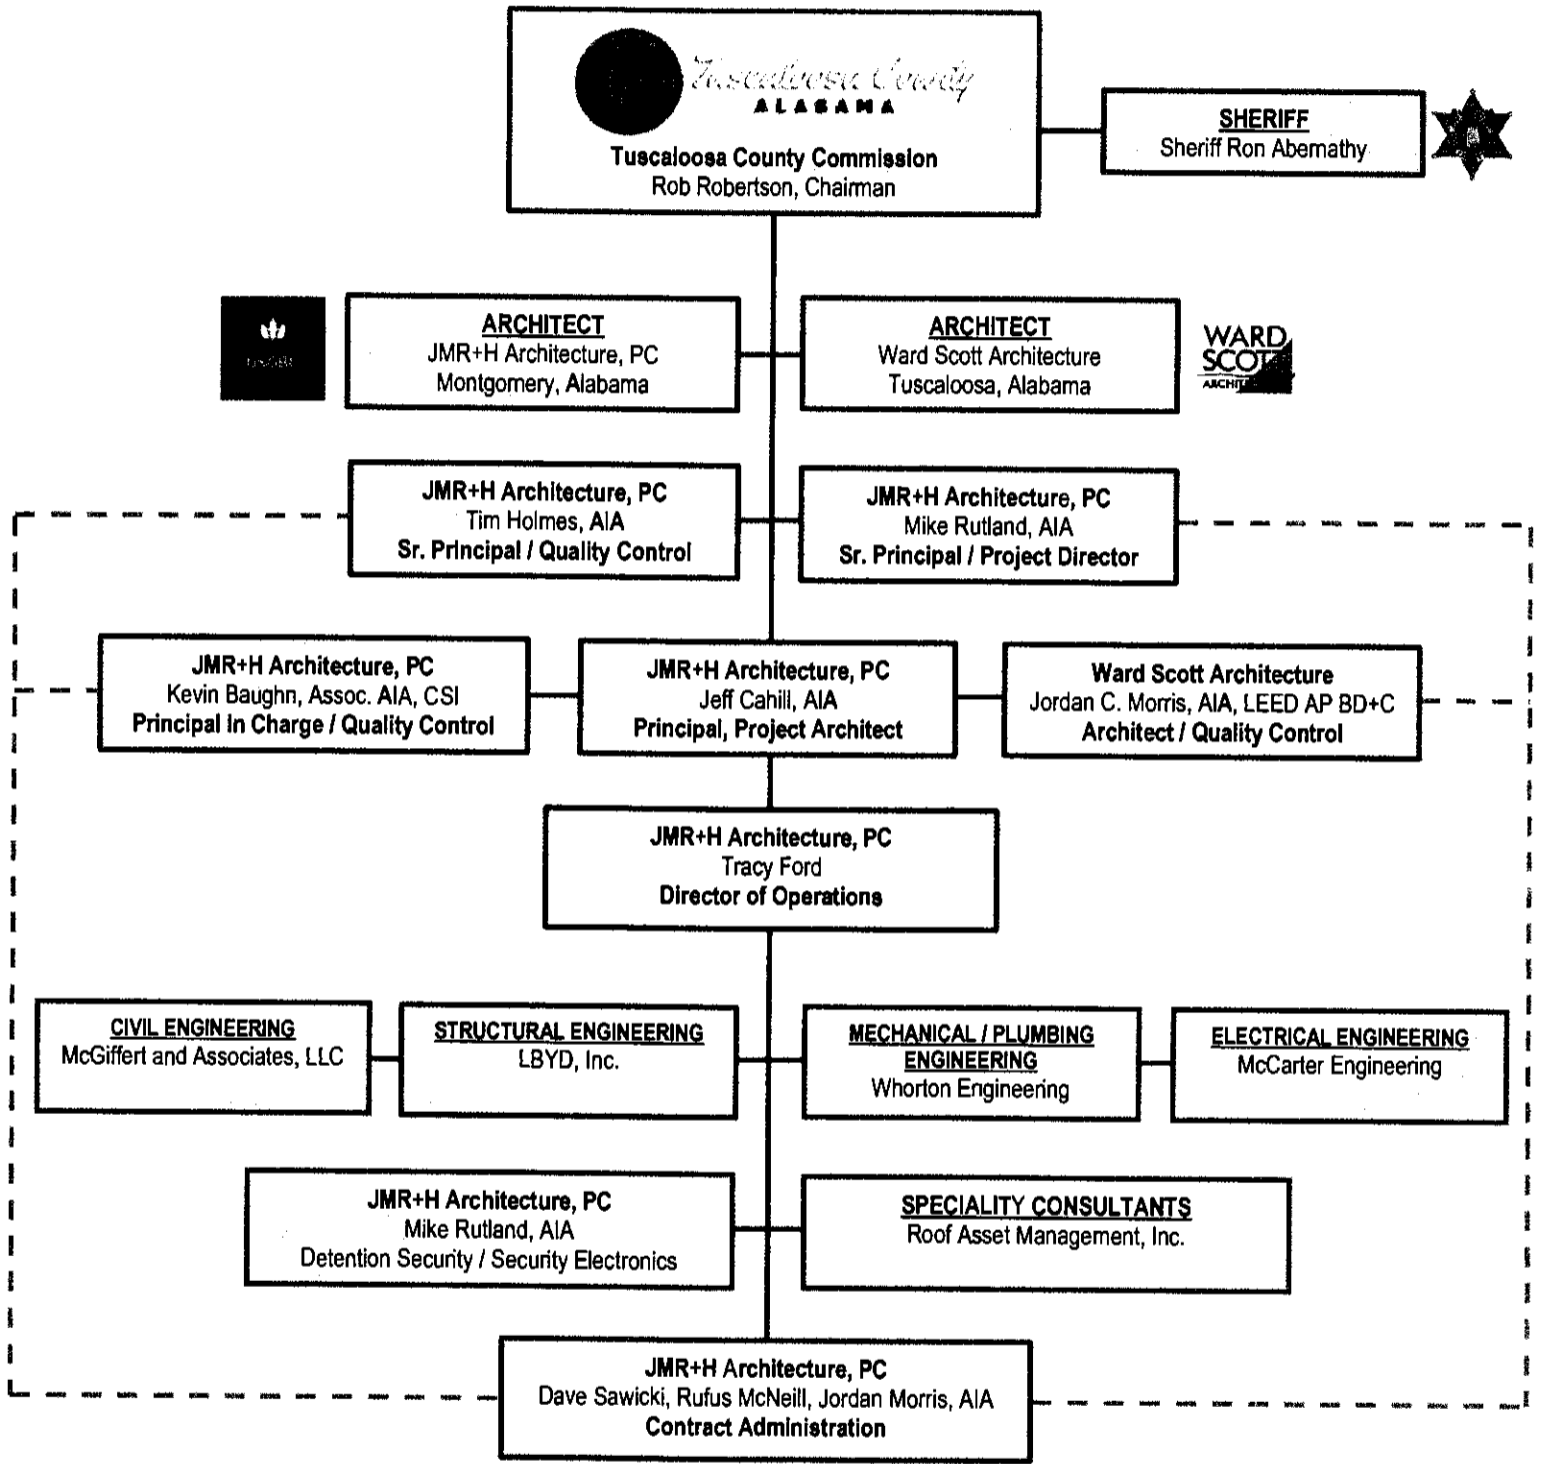 Tuscaloosa County
ALABAMA
Tuscaloosa County Commission
Rob Robertson, Chairman
SHERIFF
Sheriff Ron Abernathy
ARCHITECT
JMR+H Architecture, PC
Montgomery, Alabama
ARCHITECT
Ward Scott Architecture
Tuscaloosa, Alabama
WARD
SCOTT
JMR+H Architecture, PC
Tim Holmes, AIA
Sr. Principal / Quality Control
JMR+H Architecture, PC
Mike Rutland, AIA
Sr. Principal / Project Director
JMR+H Architecture, PC
Kevin Baughn, Assoc. AIA, CSI
Principal In Charge / Quality Control
JMR+H Architecture, PC
Jeff Cahill, AIA
Principal, Project Architect
Ward Scott Architecture
Jordan C. Morris, AIA, LEED AP BD+C
Architect / Quality Control
JMR+H Architecture, PC
Tracy Ford
Director of Operations
CIVIL ENGINEERING
McGiffert and Associates, LLC
STRUCTURAL ENGINEERING
LBYD, Inc.
MECHANICAL / PLUMBING
ENGINEERING
Whorton Engineering
ELECTRICAL ENGINEERING
McCarter Engineering
JMR+H Architecture, PC
Mike Rutland, AIA
Detention Security / Security Electronics
SPECIALITY CONSULTANTS
Roof Asset Management, Inc.
JMR+H Architecture, PC
Dave Sawicki, Rufus McNeill, Jordan Morris, AIA
Contract Administration